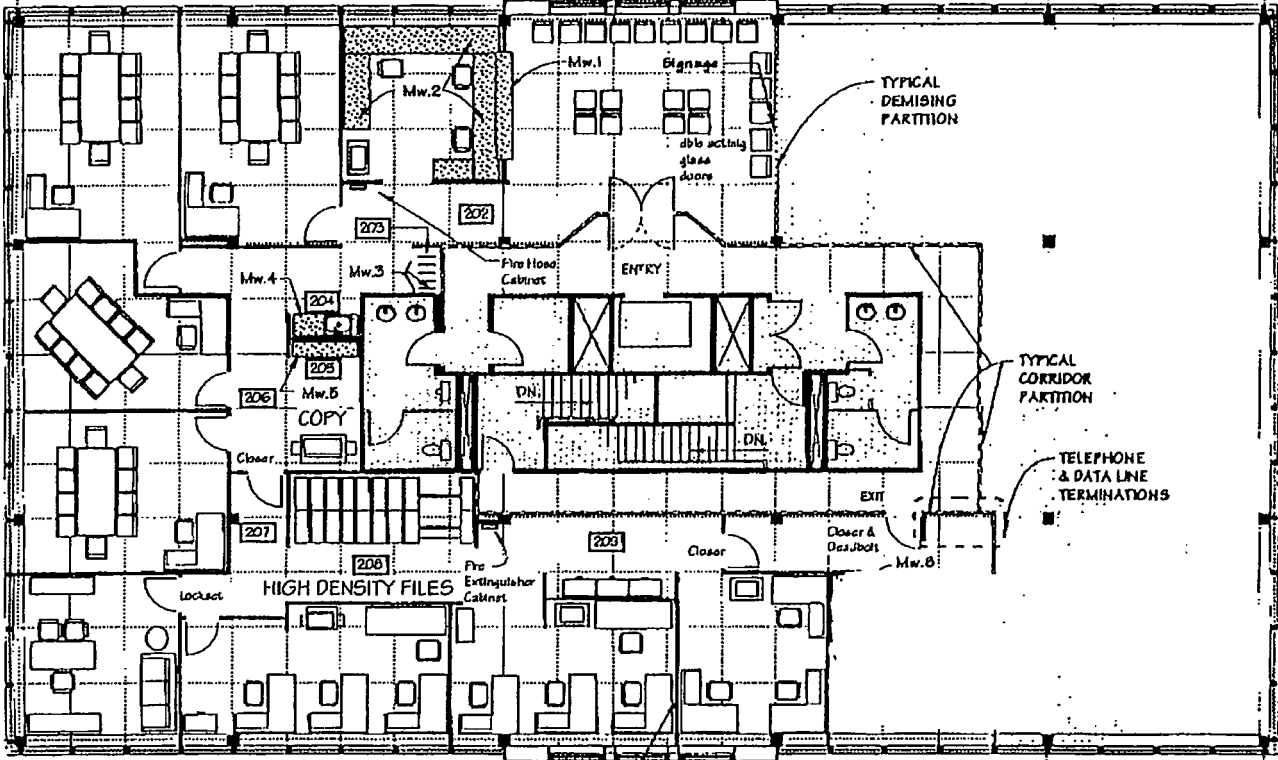 Mw.1
Signage
Mw.2
TYPICAL
DEMISING
PARTITION
dble acting
glass
doors
202
203
Fire Hose
Cabinet
ENTRY
Mw.4
Mw.3
204
205
TYPICAL
CORRIDOR
PARTITION
206
Mw.5
COPY
DN.
DN.
Closer
TELEPHONE
& DATA LINE
TERMINATIONS
EXIT
207
209
Closer
Closer &
Deadbolt
208
Mw.6
Fire
Extinguisher
Cabinet
HIGH DENSITY FILES
Lockset